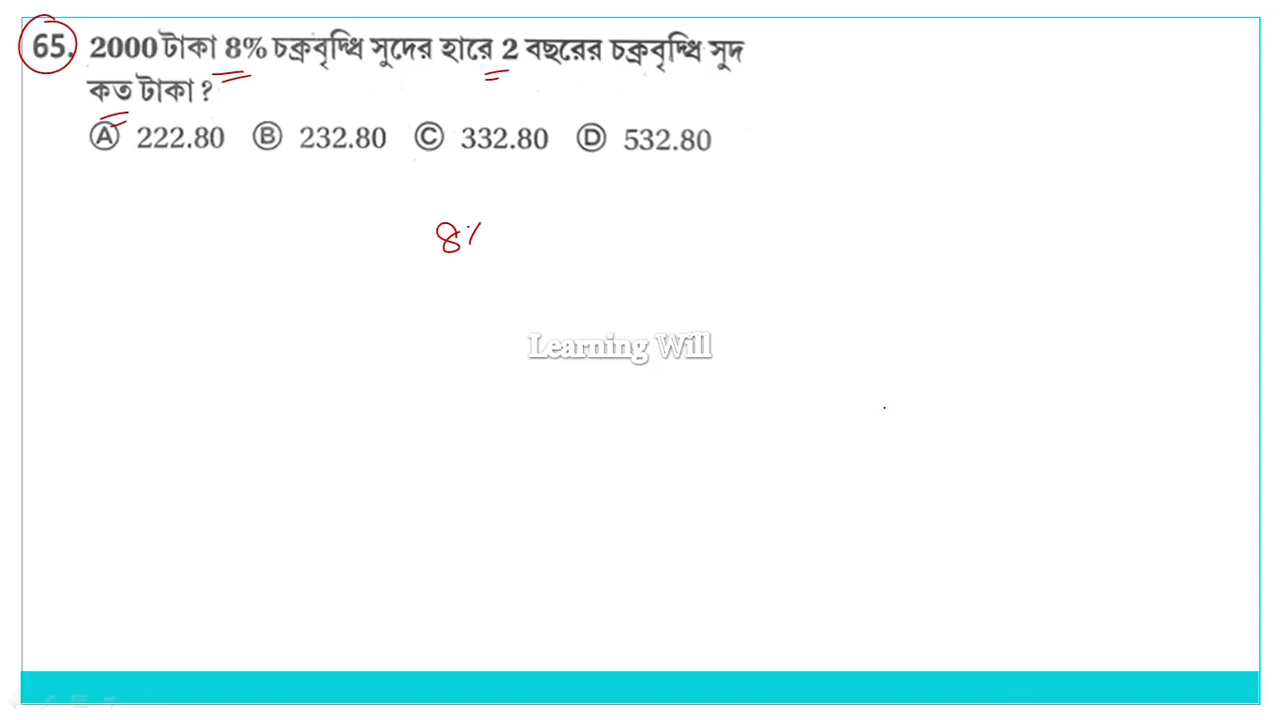 65. 2000 টাকা 8% চক্রবৃদ্ধি সুদের হারে 2 বছরের চক্রবৃদ্ধি সুদ
কত টাকা ?
Ⓐ 222.80 Ⓑ 232.80 Ⓒ 332.80 Ⓓ 532.80
8%
Learning Will